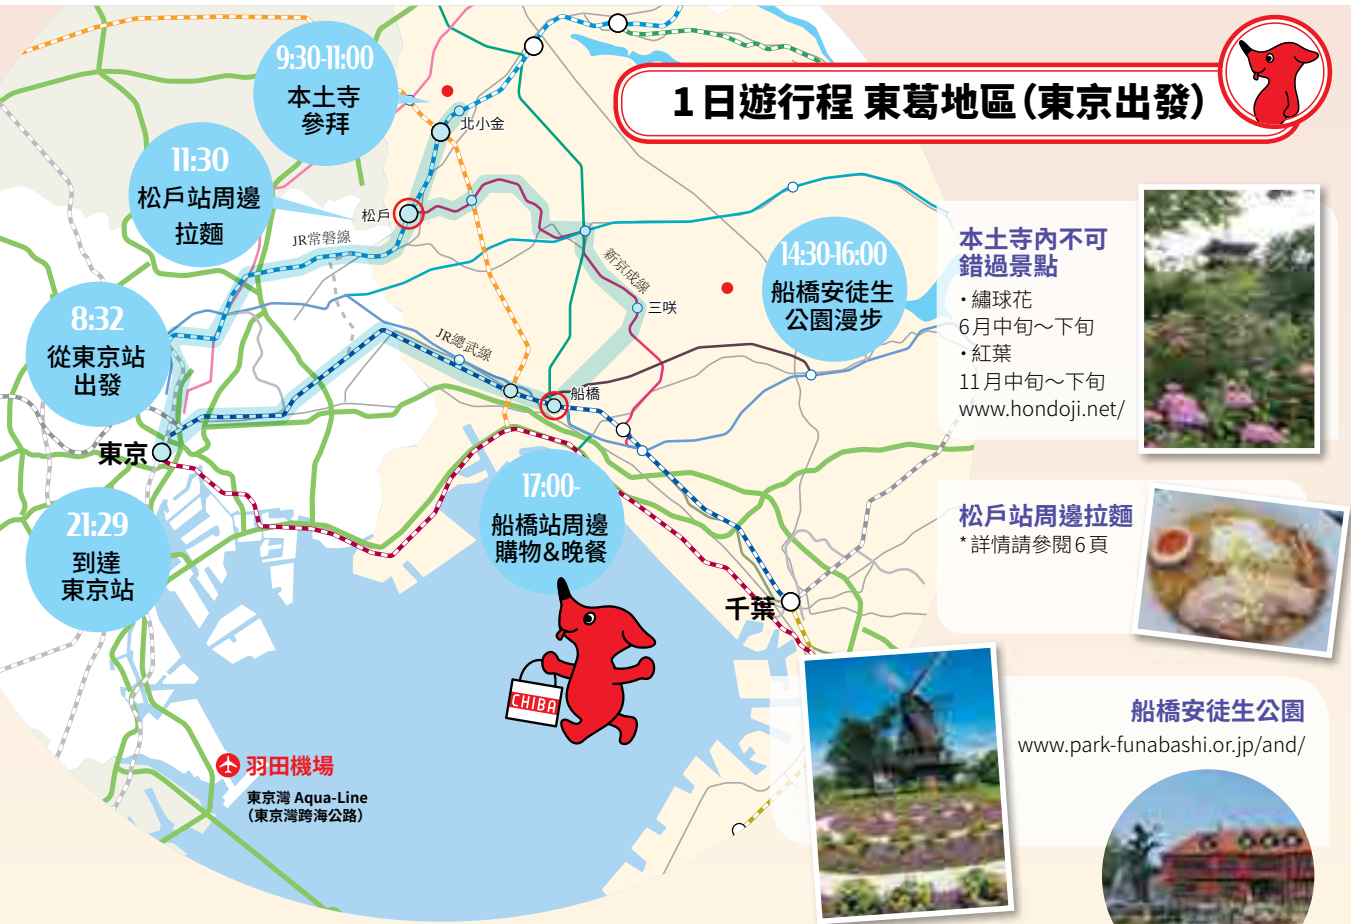 1日遊行程 東葛地區（東京出發）
9:30-11:00
本土寺
參拜
北小金
11:30
松戶站周邊
拉麵
松戶
JR常磐線
新京成線
三咲
14:30-16:00
船橋安徒生
公園漫步
8:32
從東京站
出發
JR總武線
船橋
東京
17:00-
船橋站周邊
購物&晚餐
21:29
到達
東京站
千葉
CHIBA
羽田機場
東京灣 Aqua-Line
（東京灣跨海公路）
本土寺內不可
錯過景點
・繡球花
6月中旬～下旬
・紅葉
11月中旬～下旬
www.hondoji.net/
松戶站周邊拉麵
*詳情請參閱6頁
船橋安徒生公園
www.park-funabashi.or.jp/and/